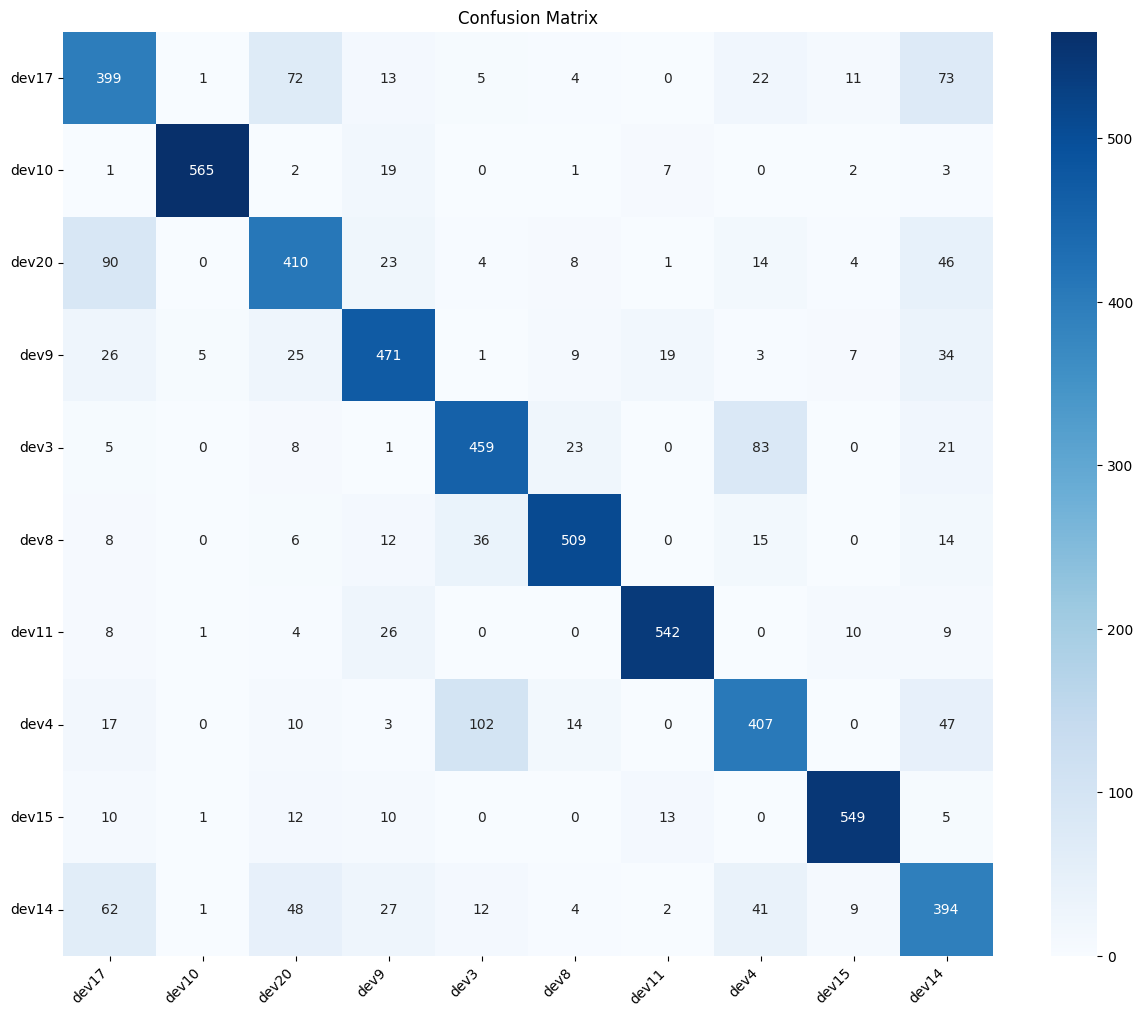 Confusion Matrix
dev17 399 1 72 13 5 4 0 22 11 73
dev10 1 565 2 19 0 1 7 0 2 3
dev20 90 0 410 23 4 8 1 14 4 46
dev9 26 5 25 471 1 9 19 3 7 34
dev3 5 0 8 1 459 23 0 83 0 21
dev8 8 0 6 12 36 509 0 15 0 14
dev11 8 1 4 26 0 0 542 0 10 9
dev4 17 0 10 3 102 14 0 407 0 47
dev15 10 1 12 10 0 0 13 0 549 5
dev14 62 1 48 27 12 4 2 41 9 394
dev17 dev10 dev20 dev9 dev3 dev8 dev11 dev4 dev15 dev14
500
400
300
200
100
0